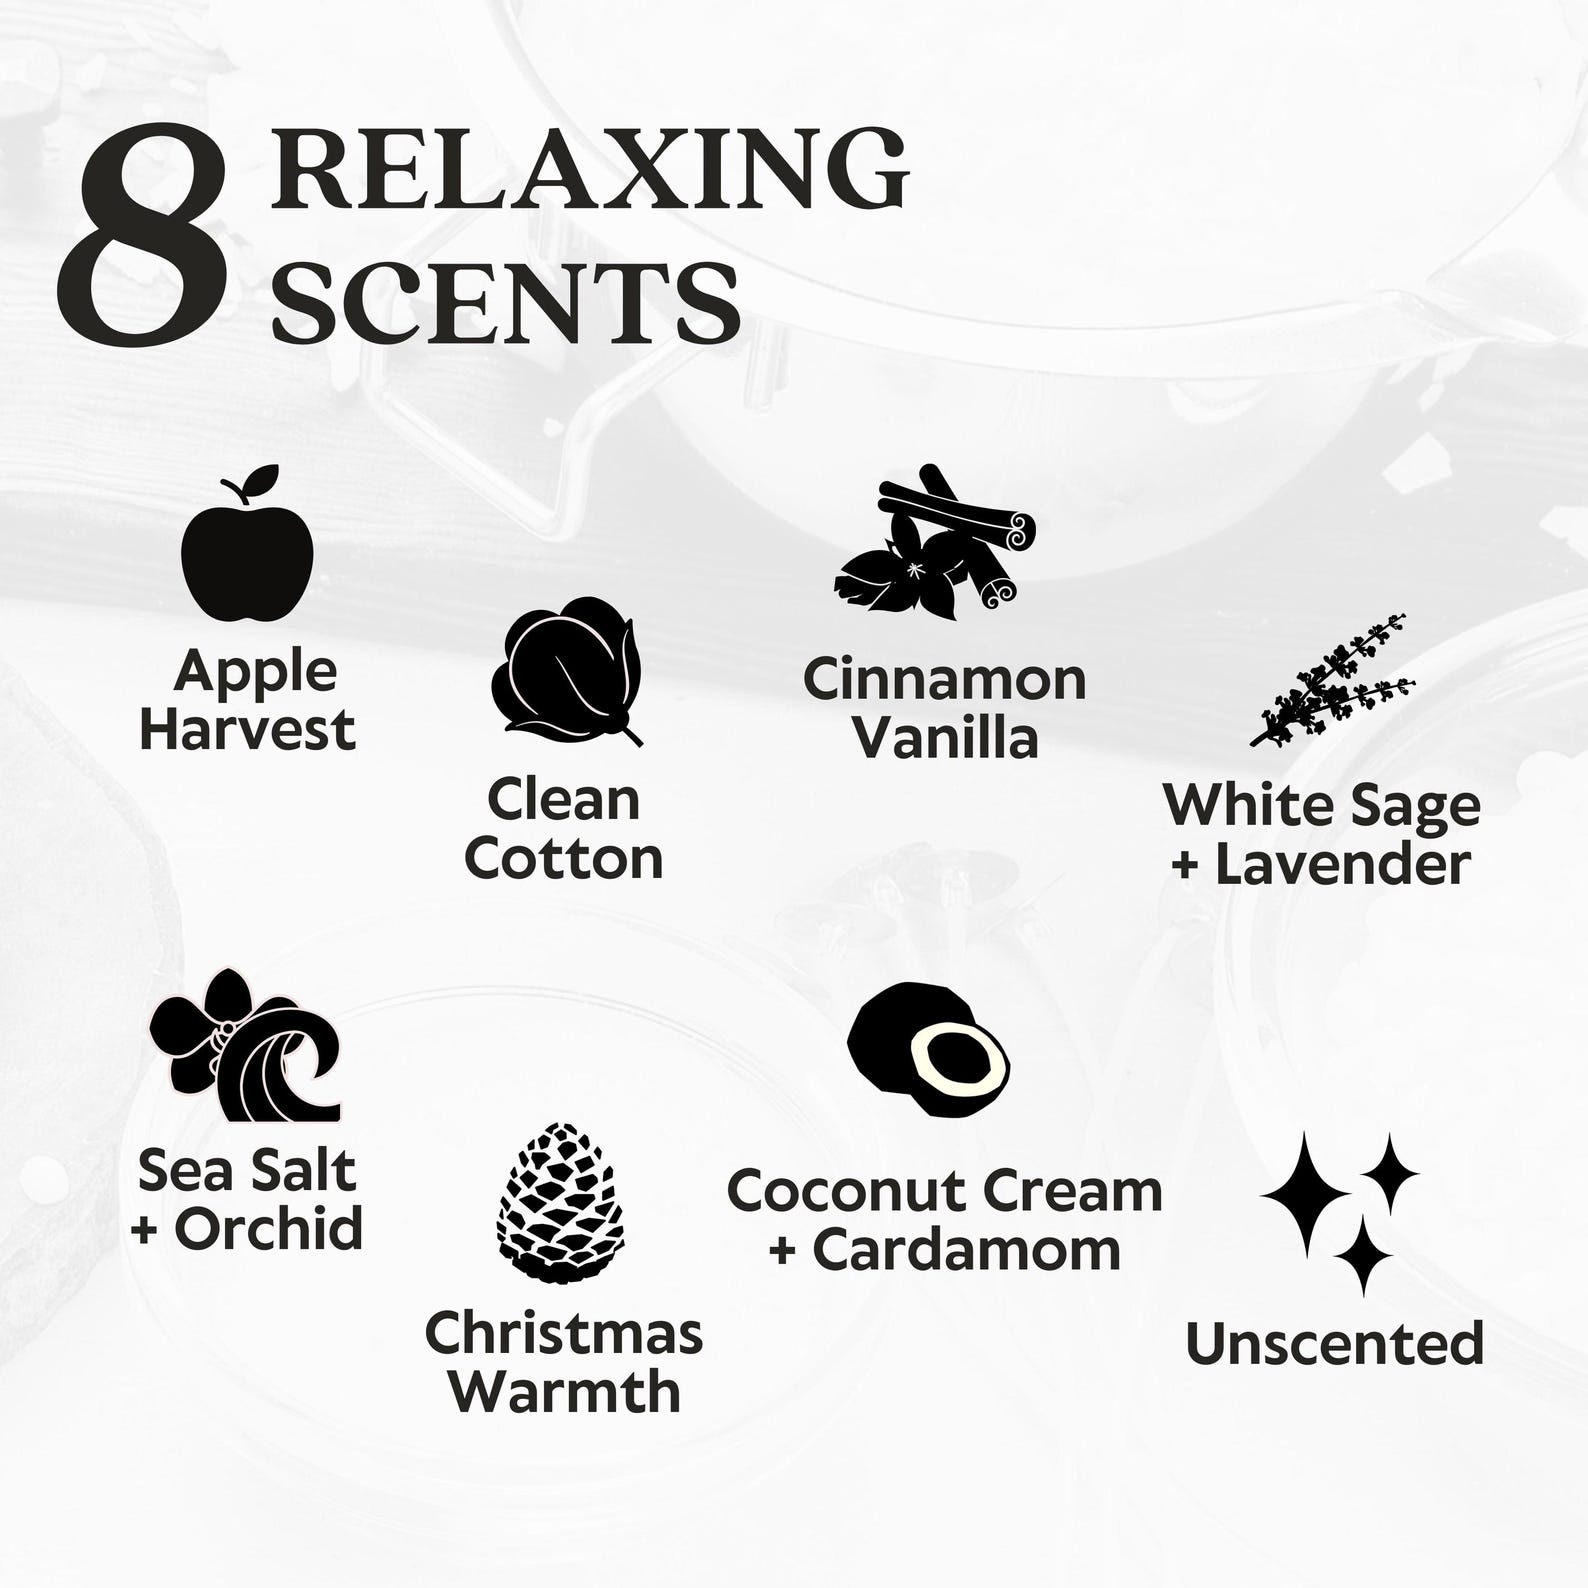 8 RELAXING
SCENTS
Apple
Harvest
Clean
Cotton
Cinnamon
Vanilla
White Sage
+ Lavender
Sea Salt
+ Orchid
Christmas
Warmth
Coconut Cream
+ Cardamom
Unscented